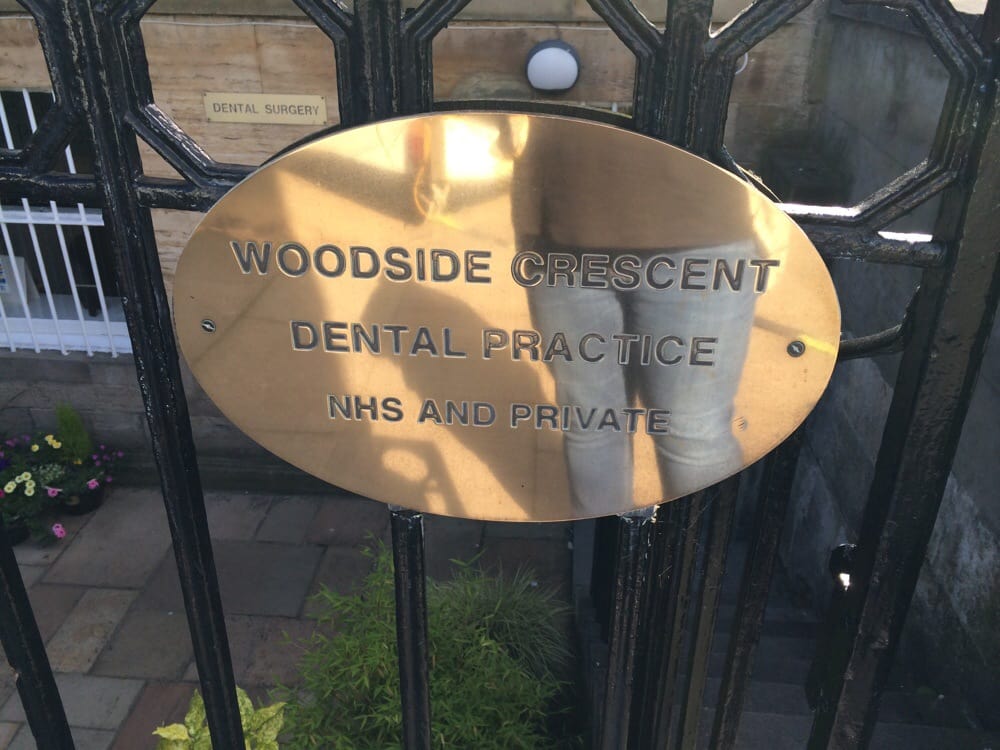 DENTAL SURGERY
WOODSIDE CRESCENT
DENTAL PRACTICE
NHS AND PRIVATE